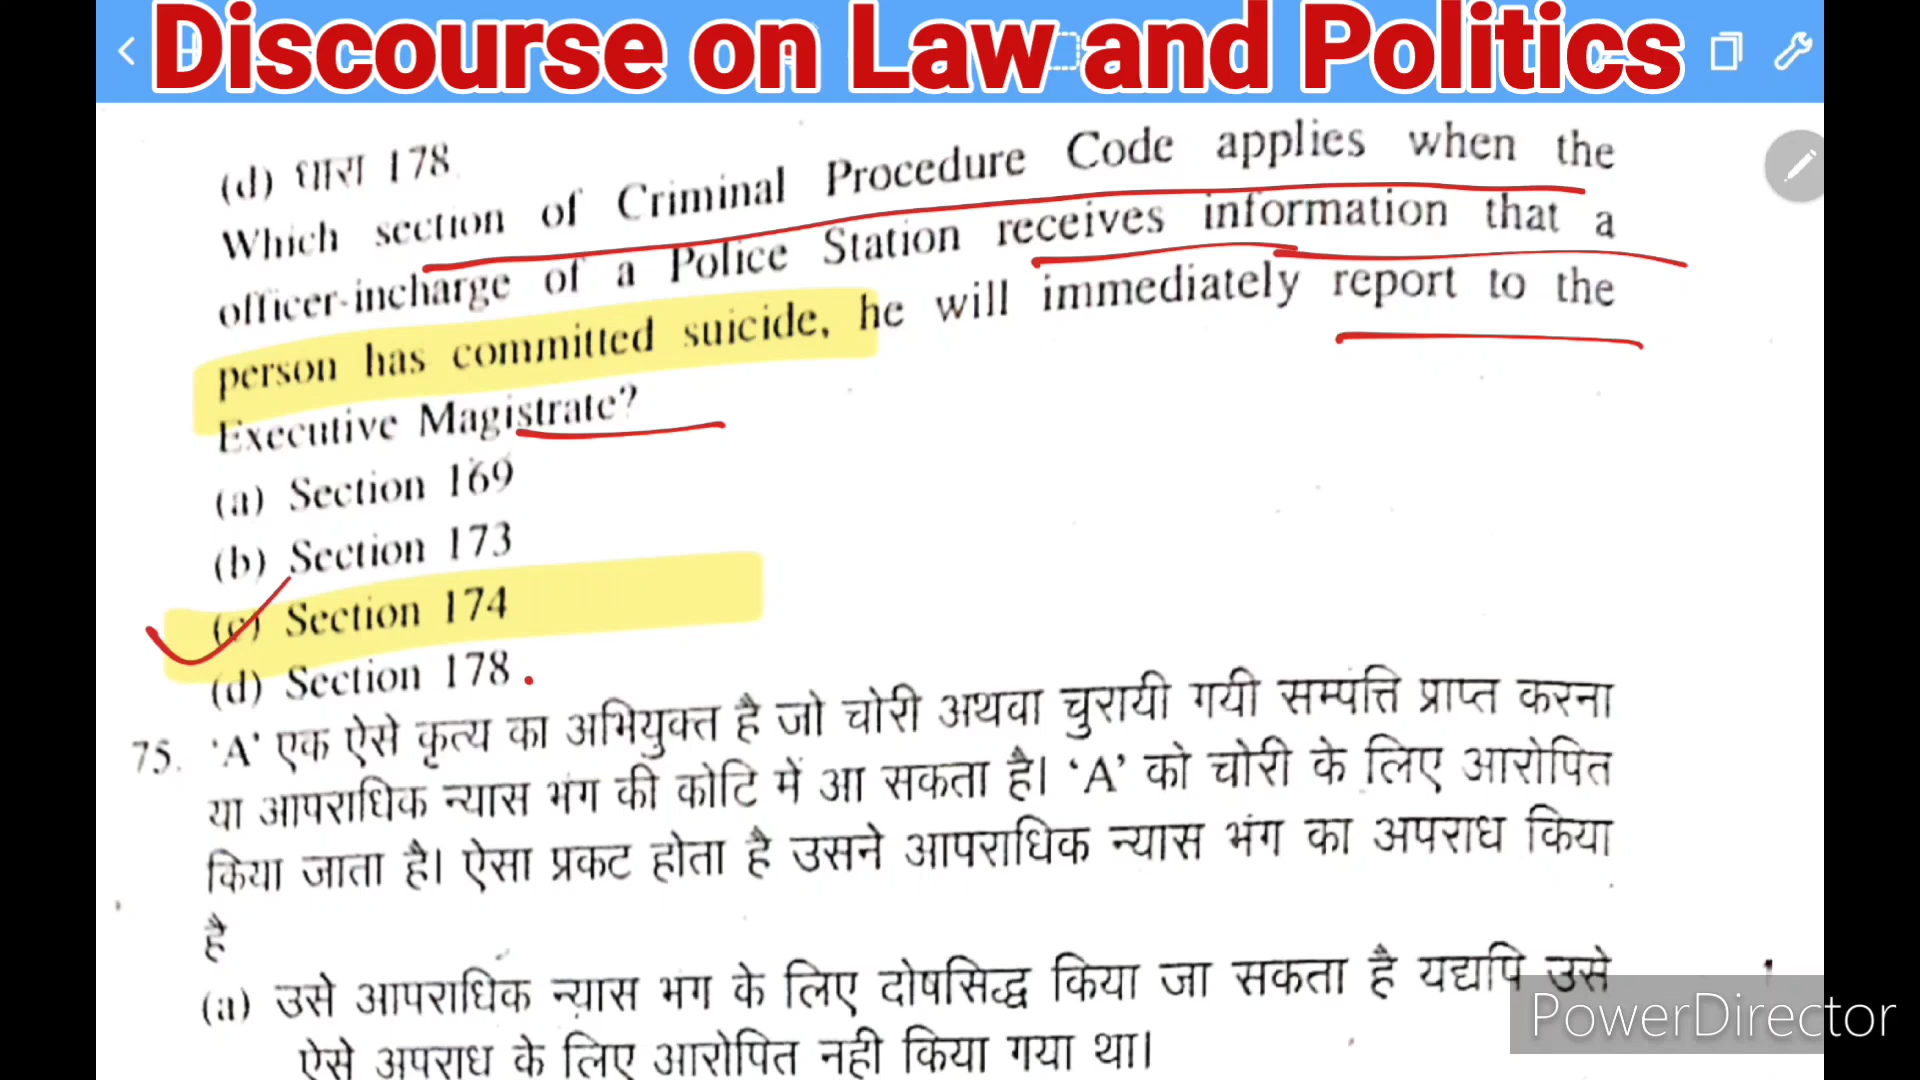 Discourse on Law and Politics
(d) धारा 178
Which section of Criminal Procedure Code applies when the
officer-incharge of a Police Station receives information that a
person has committed suicide, he will immediately report to the
Executive Magistrate?
(a) Section 169
(b) Section 173
(c) Section 174
(d) Section 178.
75. ‘A’ एक ऐसे कृत्य का अभियुक्त है जो चोरी अथवा चुरायी गयी सम्पत्ति प्राप्त करना
या आपराधिक न्यास भंग की कोटि में आ सकता है। ‘A’ को चोरी के लिए आरोपित
किया जाता है। ऐसा प्रकट होता है उसने आपराधिक न्यास भंग का अपराध किया
है
(a) उसे आपराधिक न्यास भंग के लिए दोषसिद्ध किया जा सकता है यद्यपि उसे
ऐसे अपराध के लिए आरोपित नही किया गया था।
PowerDirector